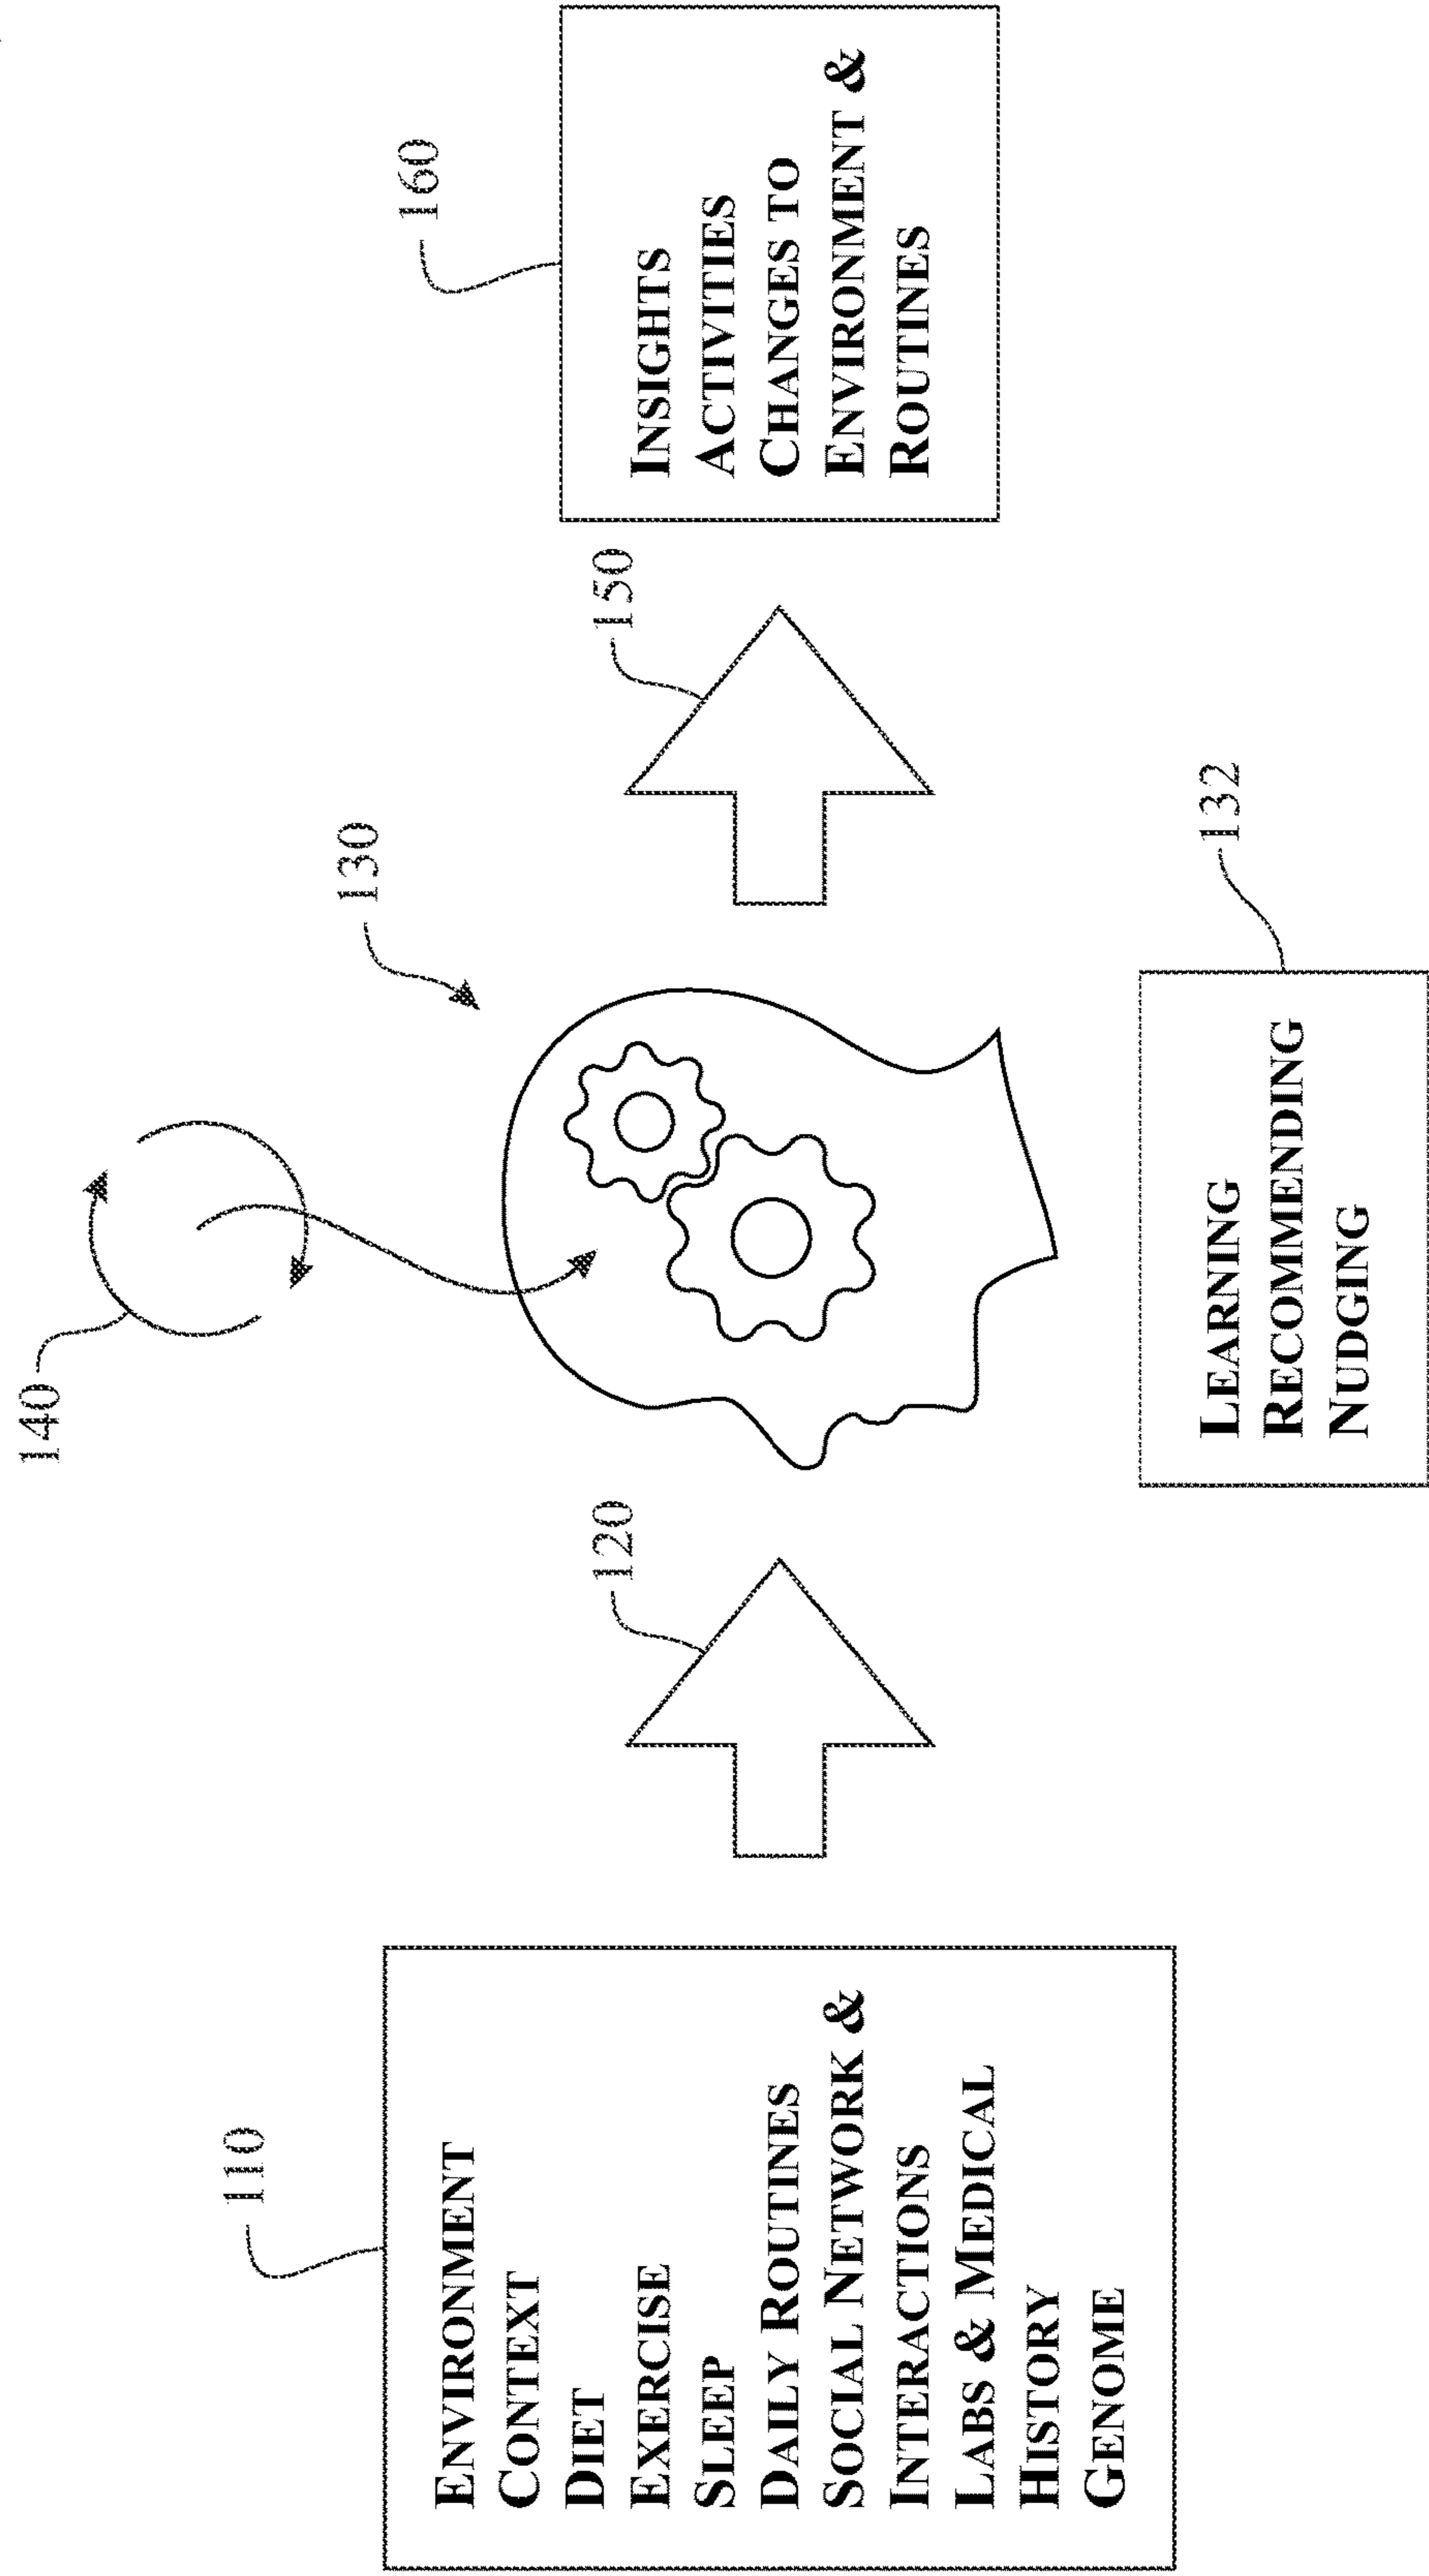 140
130
160
110
120
150
132
ENVIRONMENT
CONTEXT
DIET
EXERCISE
SLEEP
DAILY ROUTINES
SOCIAL NETWORK &
INTERACTIONS
LABS & MEDICAL
HISTORY
GENOME
LEARNING
RECOMMENDING
NUDGING
INSIGHTS
ACTIVITIES
CHANGES TO
ENVIRONMENT &
ROUTINES